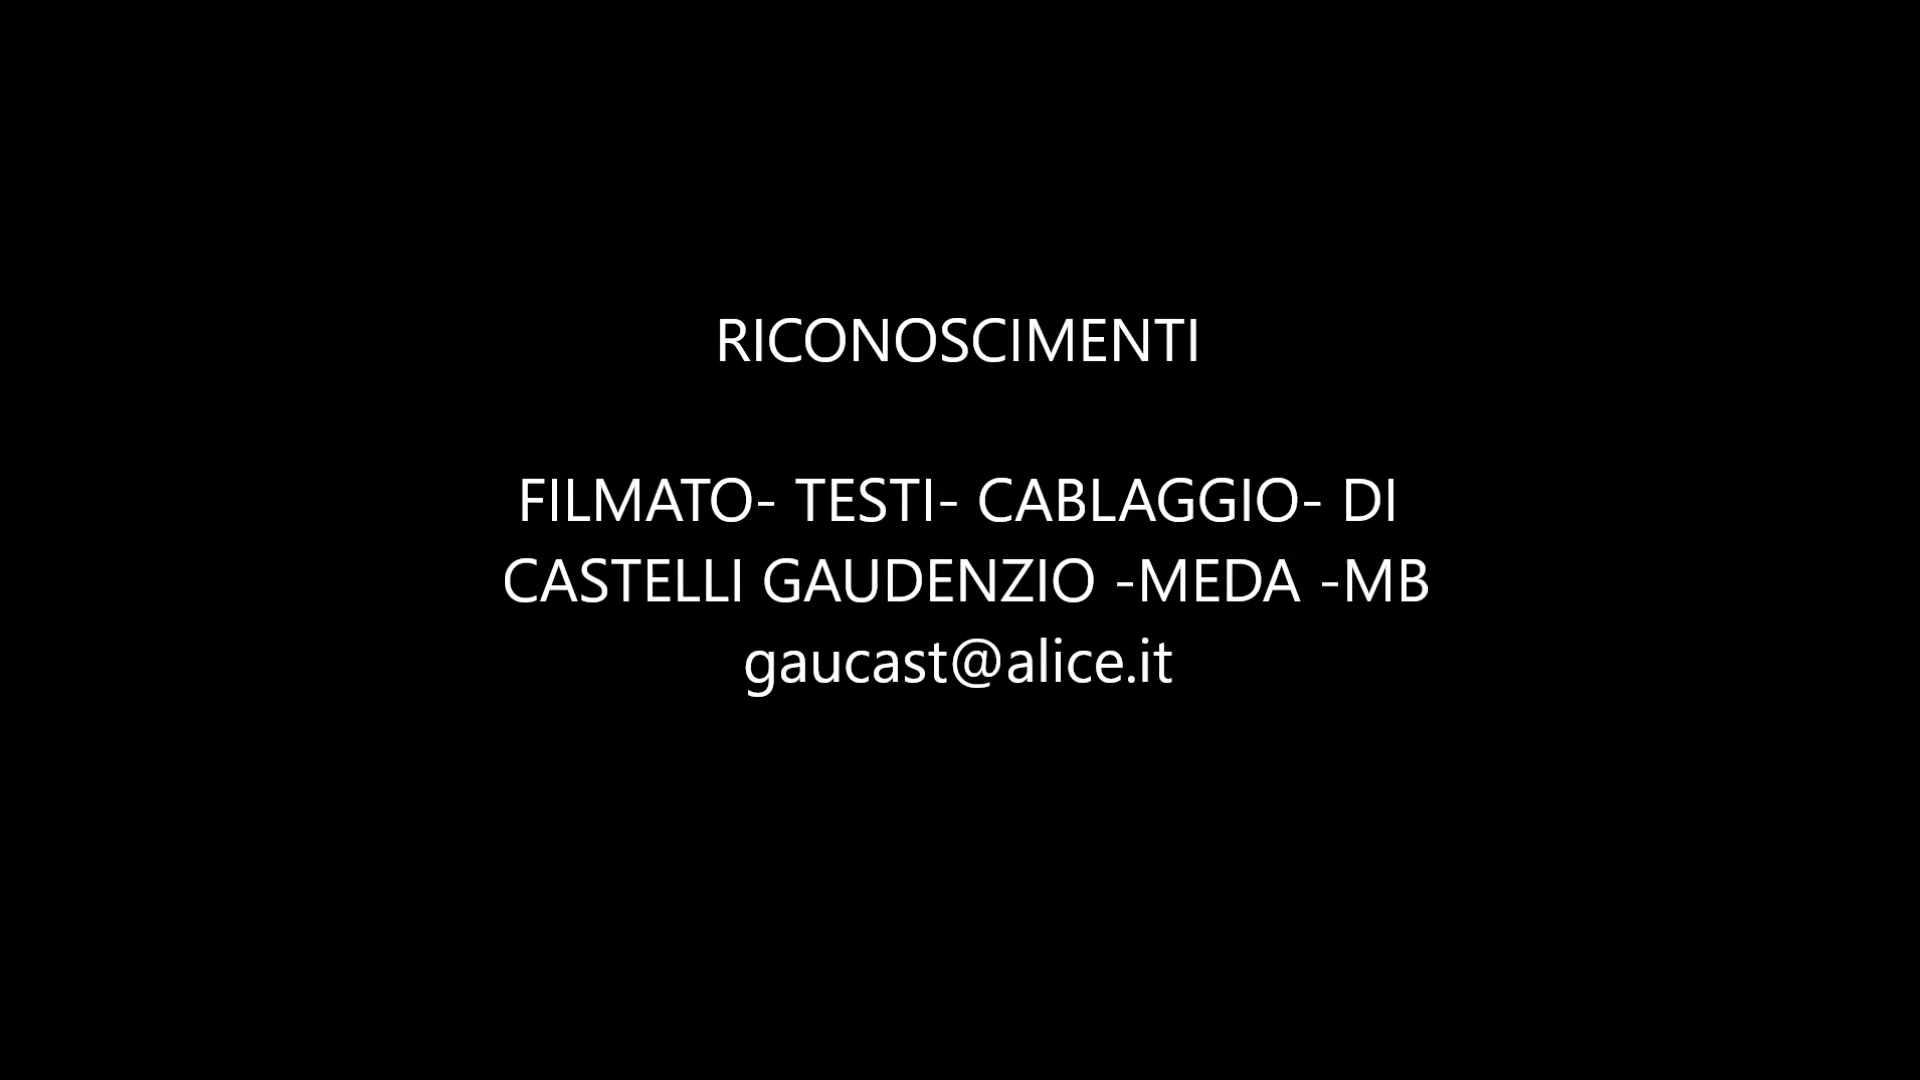 RICONOSCIMENTI
FILMATO- TESTI- CABLAGGIO- DI
CASTELLI GAUDENZIO -MEDA -MB
gaucast@alice.it